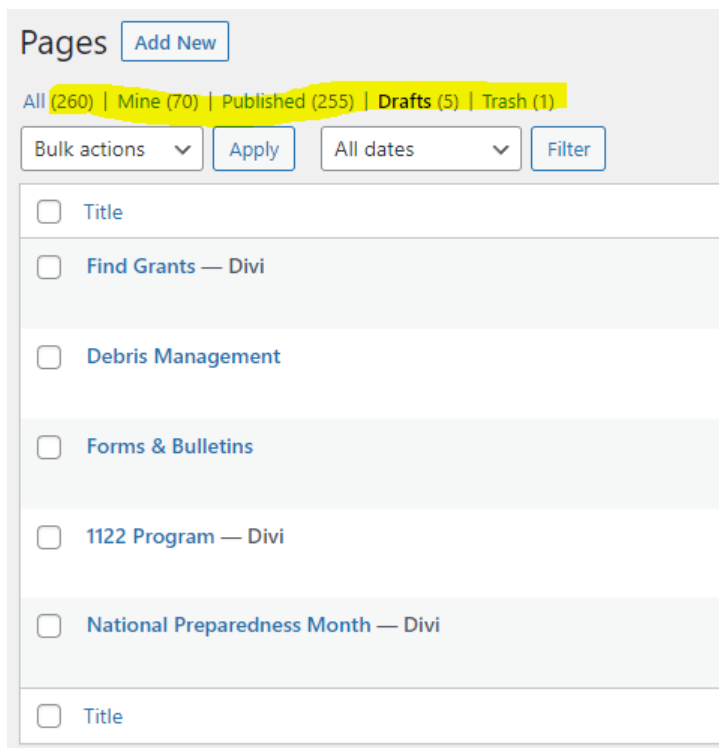 Pages Add New
All (260) | Mine (70) | Published (255) | Drafts (5) | Trash (1)
Bulk actions Apply All dates Filter
Title
Find Grants — Divi
Debris Management
Forms & Bulletins
1122 Program — Divi
National Preparedness Month — Divi
Title